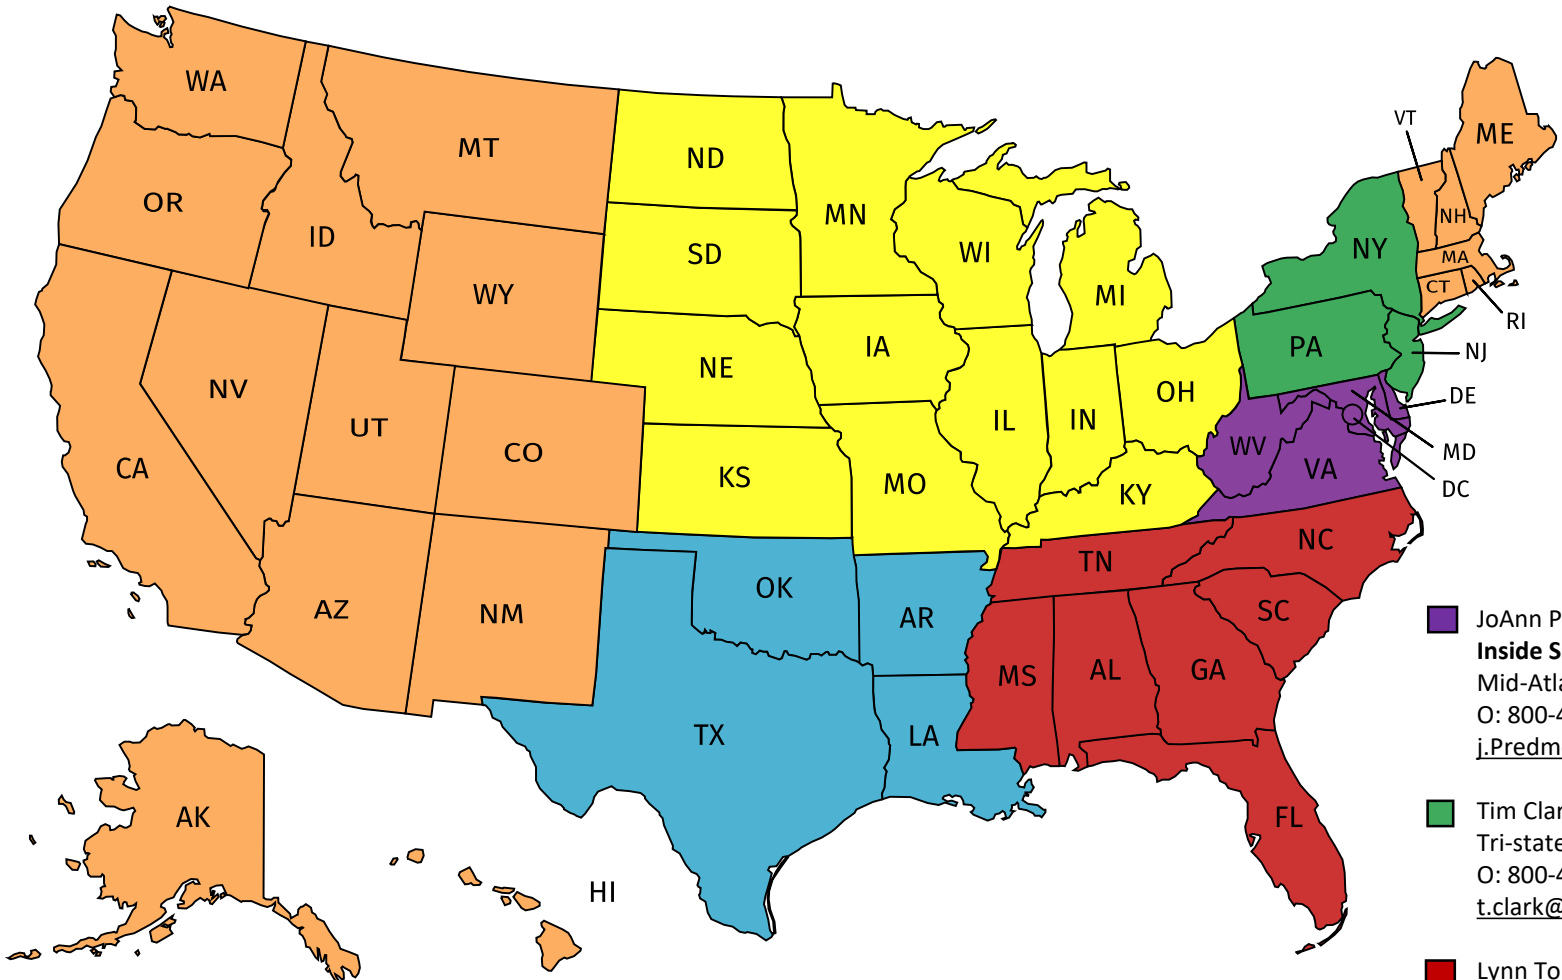 WA
MT
ND
MN
VT
ME
OR
ID
SD
WI
NY
NH
MA
CT
RI
WY
MI
NJ
NV
NE
IA
PA
DE
UT
CO
IL
IN
OH
MD
CA
KS
MO
KY
WV
VA
DC
AZ
NM
OK
AR
TN
NC
SC
TX
LA
MS
AL
GA
FL
AK
HI
JoAnn P
Inside S
Mid-Atla
O: 800-4
j.Predm
Tim Clar
Tri-state
O: 800-4
t.clark@
Lynn To